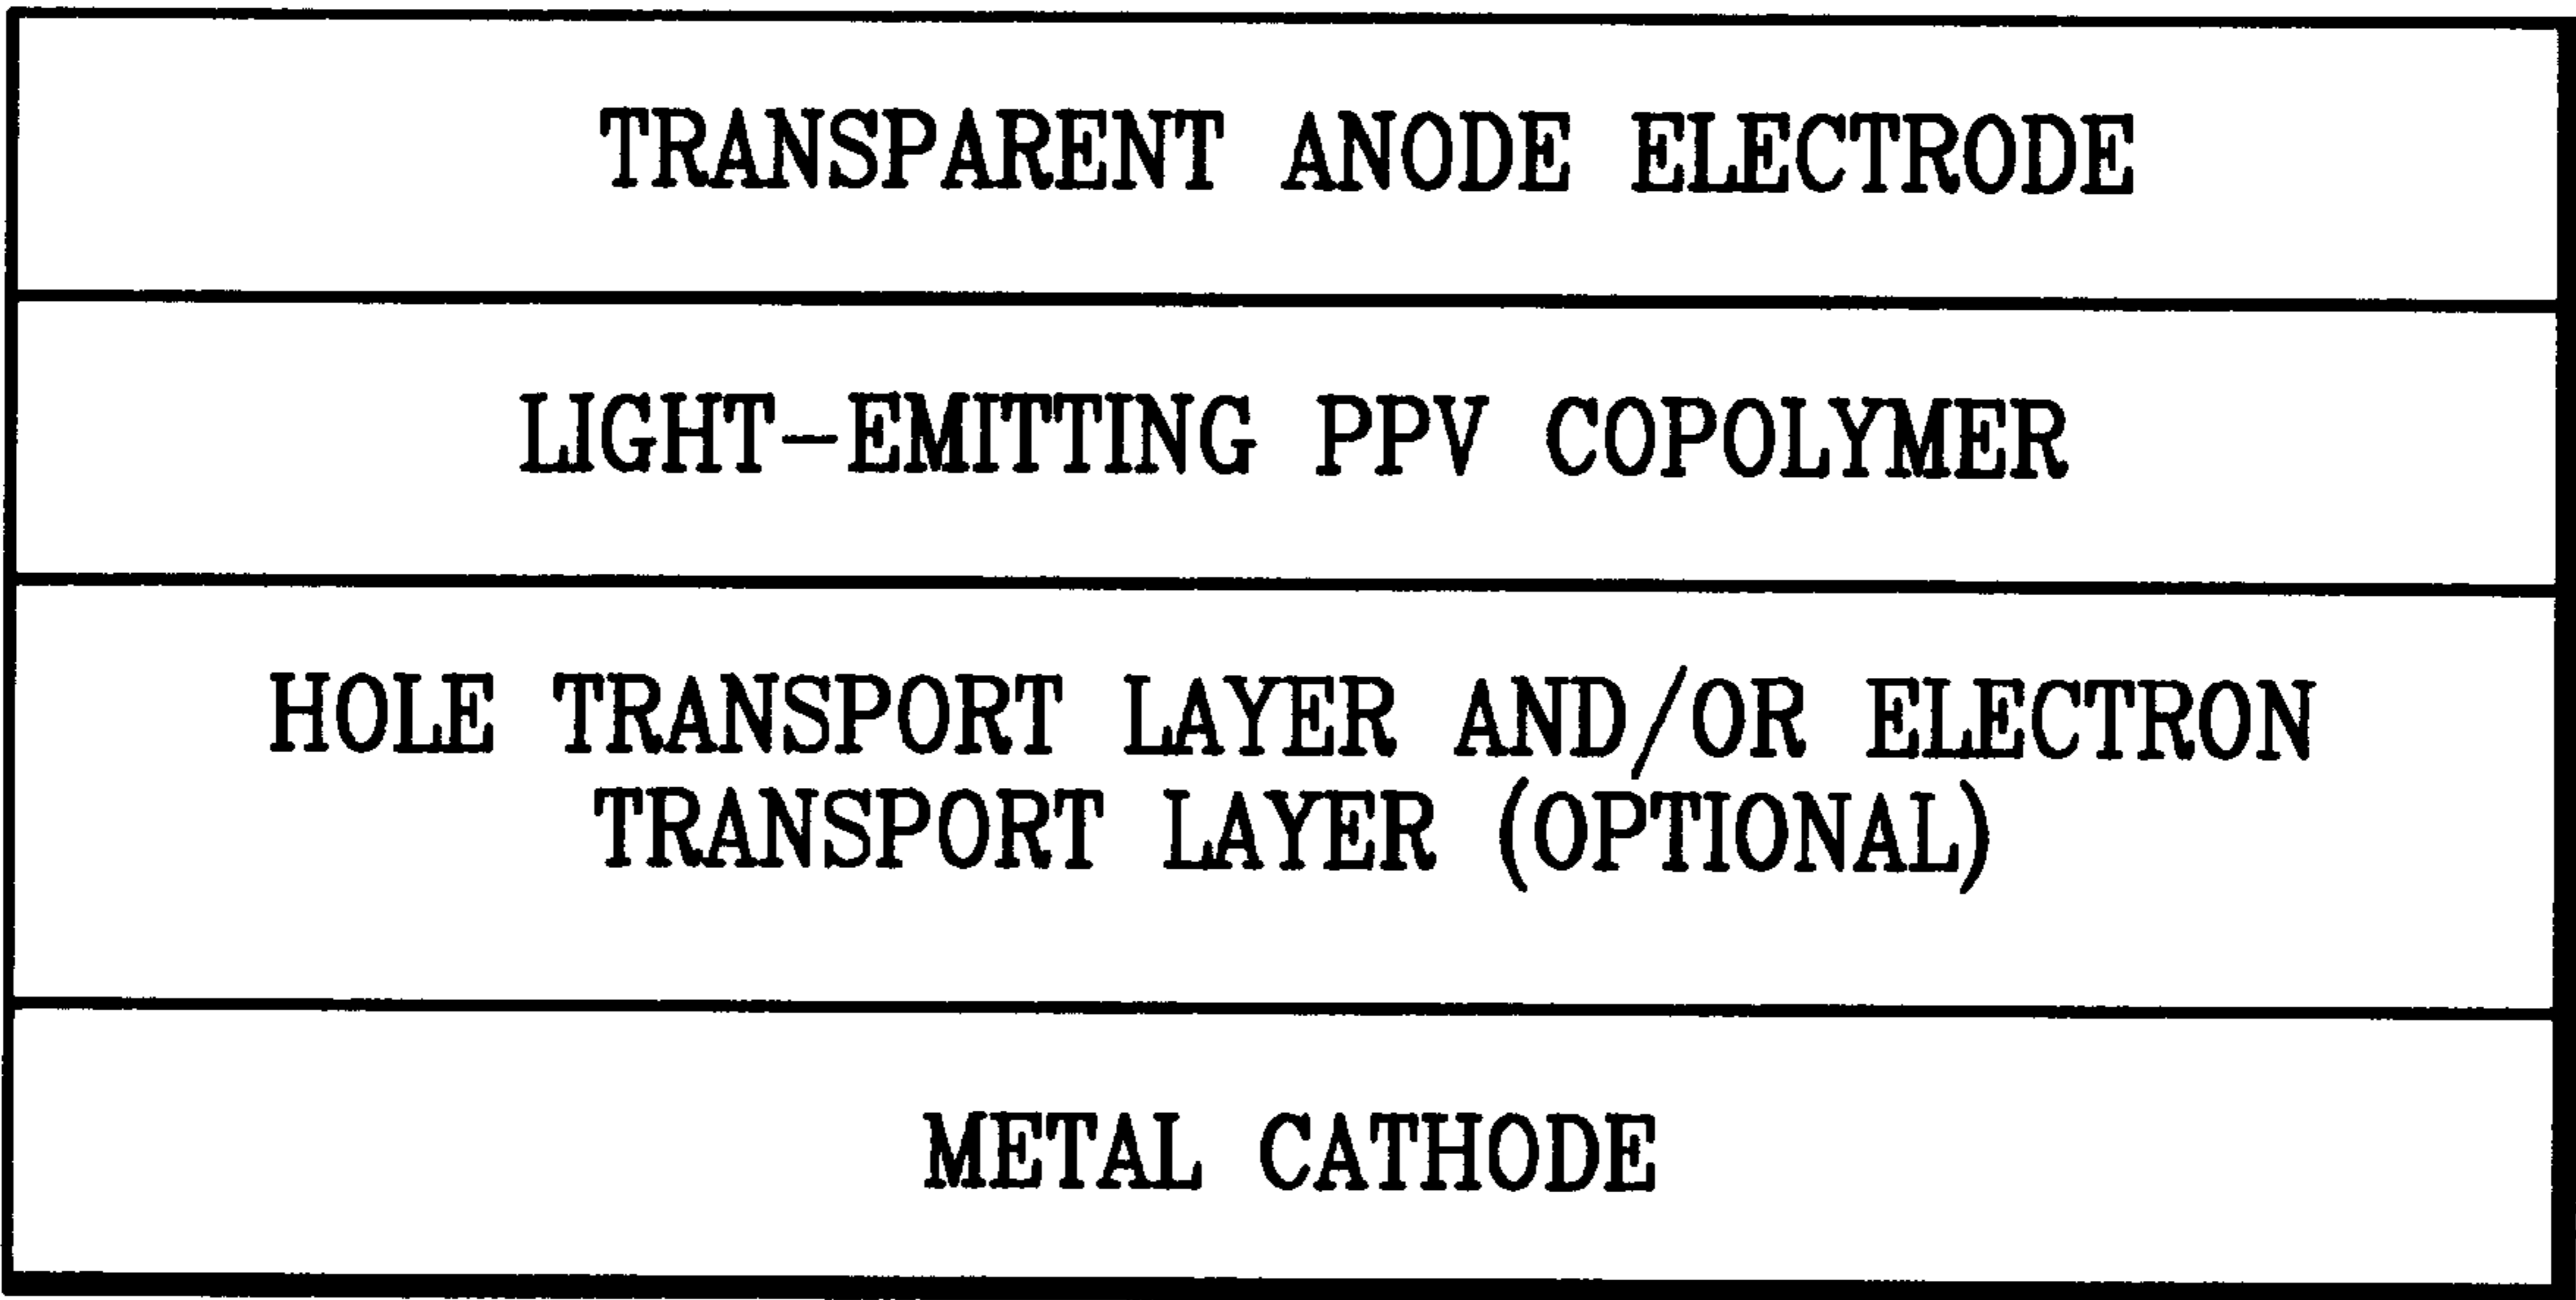 TRANSPARENT ANODE ELECTRODE
LIGHT-EMITTING PPV COPOLYMER
HOLE TRANSPORT LAYER AND/OR ELECTRON
TRANSPORT LAYER (OPTIONAL)
METAL CATHODE